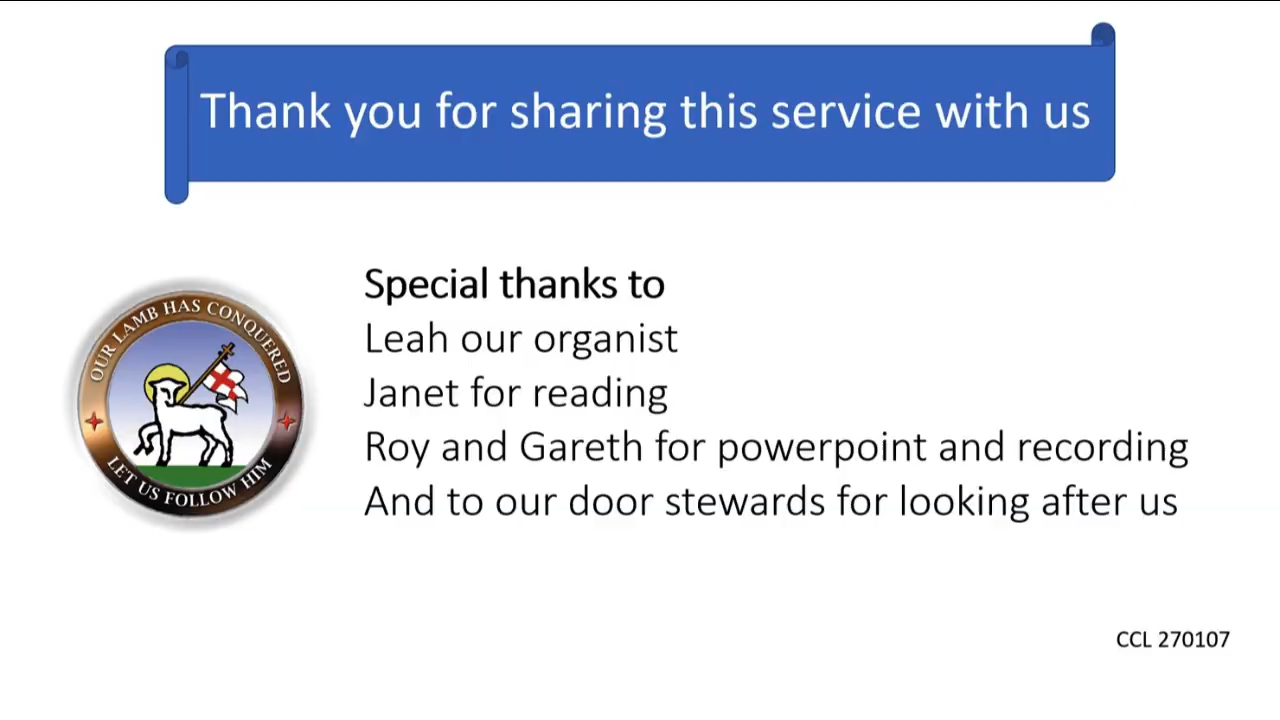 Thank you for sharing this service with us
Special thanks to
Leah our organist
Janet for reading
Roy and Gareth for powerpoint and recording
And to our door stewards for looking after us
OUR LAMB HAS CONQUERED
LET US FOLLOW HIM
CCL 270107